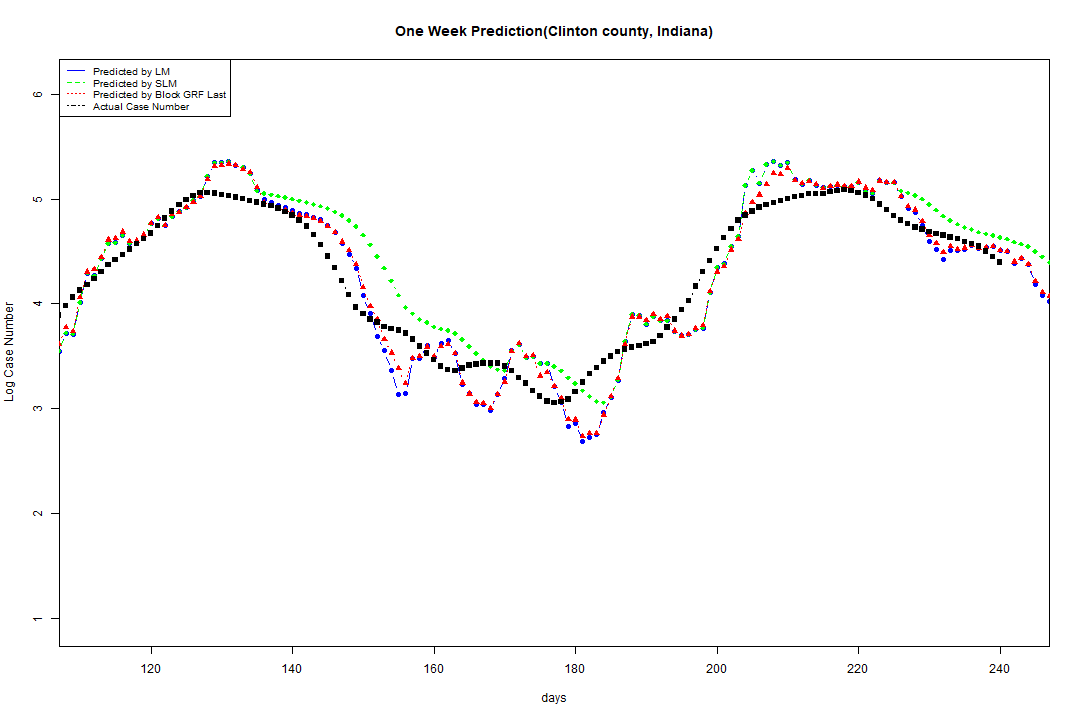 One Week Prediction(Clinton county, Indiana)
Predicted by LM
Predicted by SLM
Predicted by Block GRF Last
Actual Case Number
6
5
4
3
2
1
Log Case Number
120 140 160 180 200 220 240
days